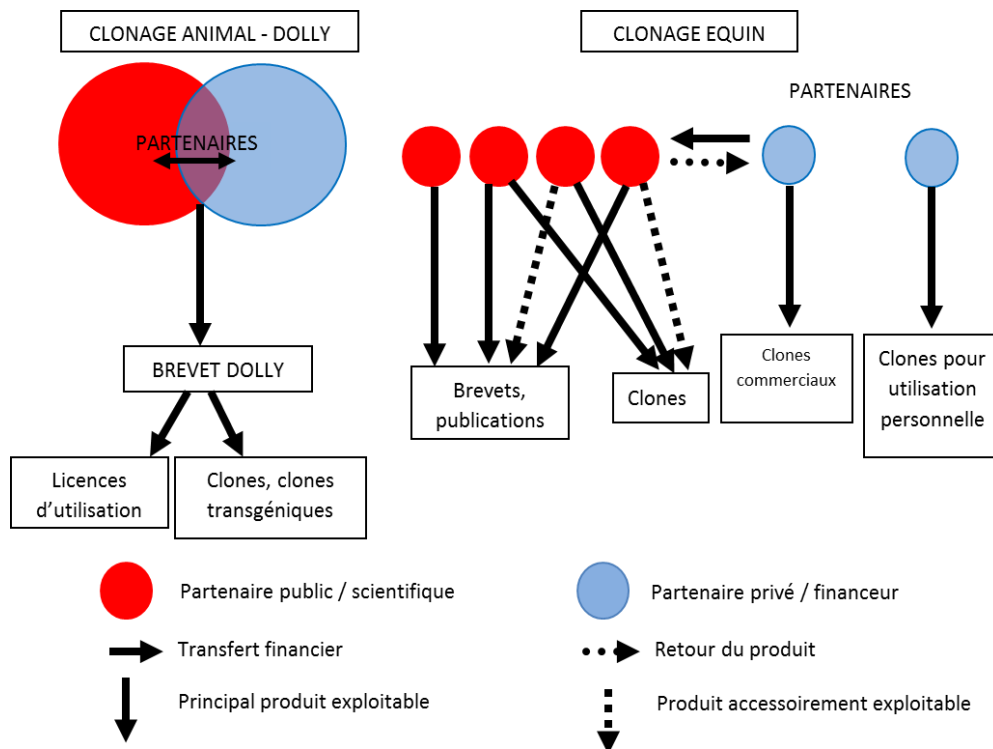 CLONAGE ANIMAL - DOLLY
PARTENAIRES
BREVET DOLLY
Licences
d'utilisation
Clones, clones
transgéniques
CLONAGE EQUIN
PARTENAIRES
Brevets,
publications
Clones
Clones
commerciaux
Clones pour
utilisation
personnelle
Partenaire public / scientifique
Partenaire privé / financeur
Transfert financier
Retour du produit
Principal produit exploitable
Produit accessoirement exploitable